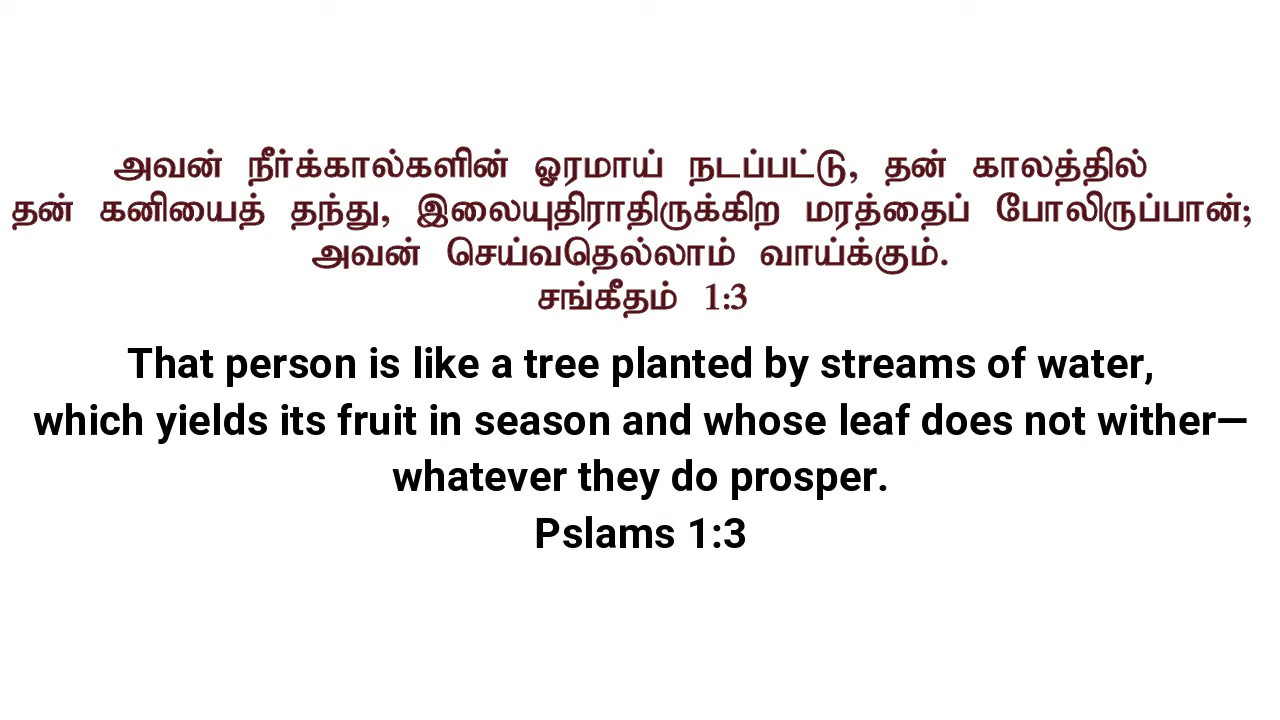 அவன் நீர்க்கால்களின் ஓரமாய் நடப்பட்டு, தன் காலத்தில்
தன் கனியைத் தந்து, இலையுதிராதிருக்கிற மரத்தைப் போலிருப்பான்;
அவன் செய்வதெல்லாம் வாய்க்கும்.
சங்கீதம் 1:3
That person is like a tree planted by streams of water,
which yields its fruit in season and whose leaf does not wither—
whatever they do prosper.
Pslams 1:3